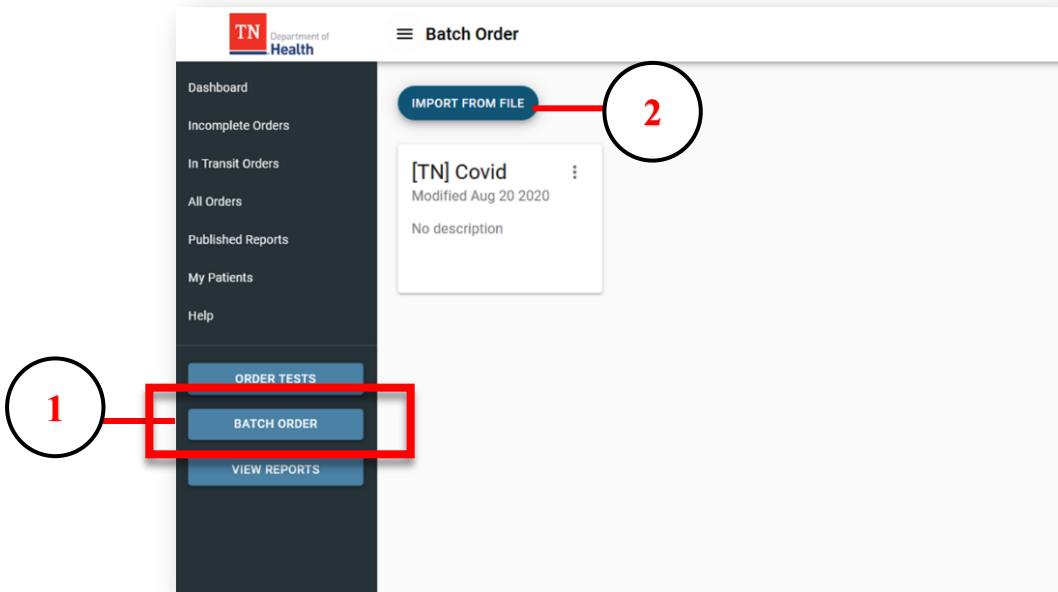 TN Department of
Health
Batch Order
Dashboard
Incomplete Orders
In Transit Orders
All Orders
Published Reports
My Patients
Help
ORDER TESTS
1
BATCH ORDER
VIEW REPORTS
IMPORT FROM FILE
2
[TN] Covid
Modified Aug 20 2020
No description